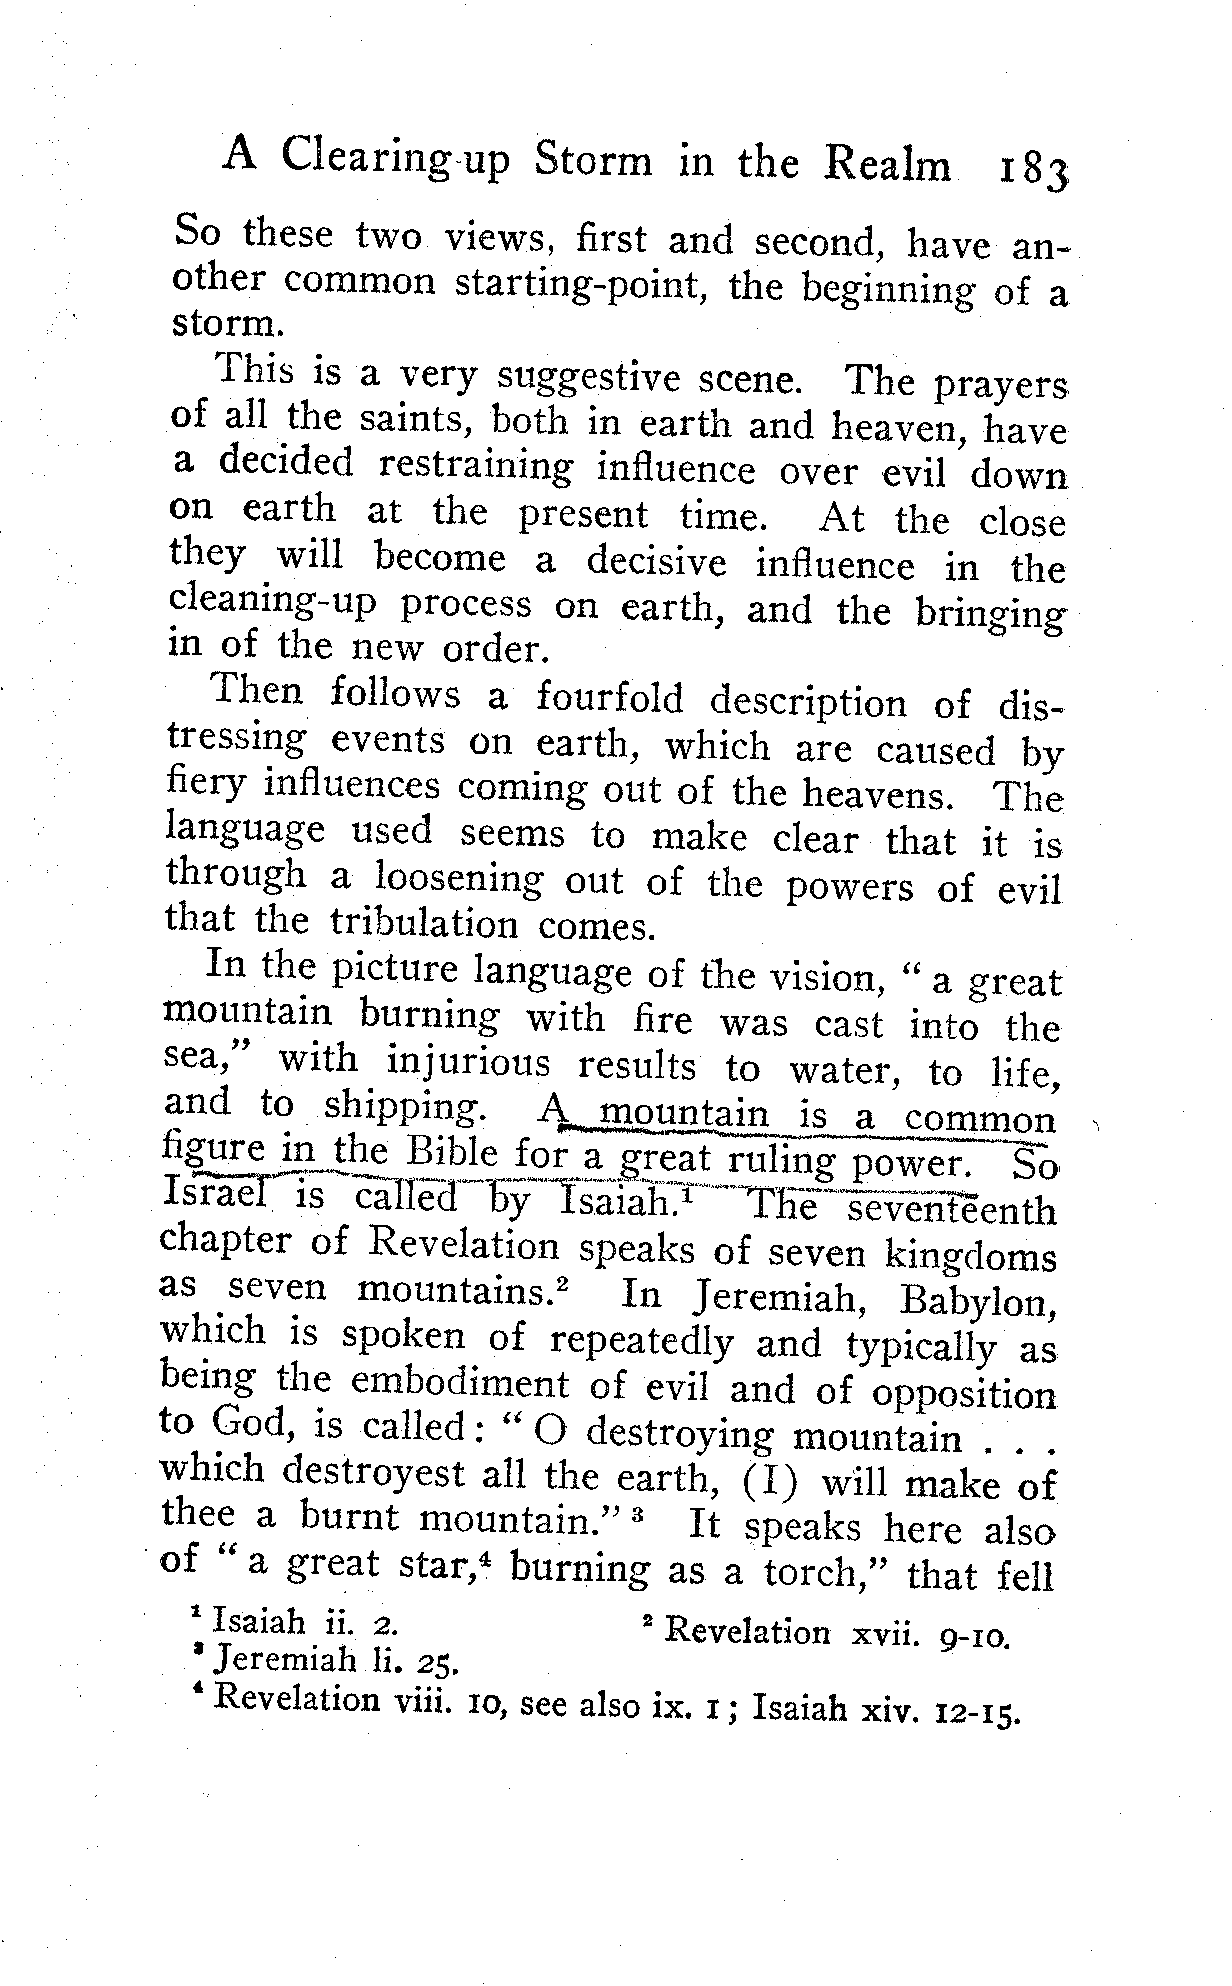 A Clearing-up Storm in the Realm 183
So these two views, first and second, have an-
other common starting-point, the beginning of a
storm.
This is a very suggestive scene. The prayers
of all the saints, both in earth and heaven, have
a decided restraining influence over evil down
on earth at the present time. At the close
they will become a decisive influence in the
cleaning-up process on earth, and the bringing
in of the new order.
Then follows a fourfold description of dis-
tressing events on earth, which are caused by
fiery influences coming out of the heavens. The
language used seems to make clear that it is
through a loosening out of the powers of evil
that the tribulation comes.
In the picture language of the vision, “ a great
mountain burning with fire was cast into the
sea,” with injurious results to water, to life,
and to shipping. A mountain is a common
figure in the Bible for a great ruling power. So
Israel is called by Isaiah.¹ The seventeenth
chapter of Revelation speaks of seven kingdoms
as seven mountains.² In Jeremiah, Babylon,
which is spoken of repeatedly and typically as
being the embodiment of evil and of opposition
to God, is called: “ O destroying mountain . . .
which destroyest all the earth, (I) will make of
thee a burnt mountain.” ³ It speaks here also
of “ a great star,⁴ burning as a torch,” that fell
¹ Isaiah ii. 2. ² Revelation xvii. 9-10.
³ Jeremiah li. 25.
⁴ Revelation viii. 10, see also ix. 1 ; Isaiah xiv. 12-15.